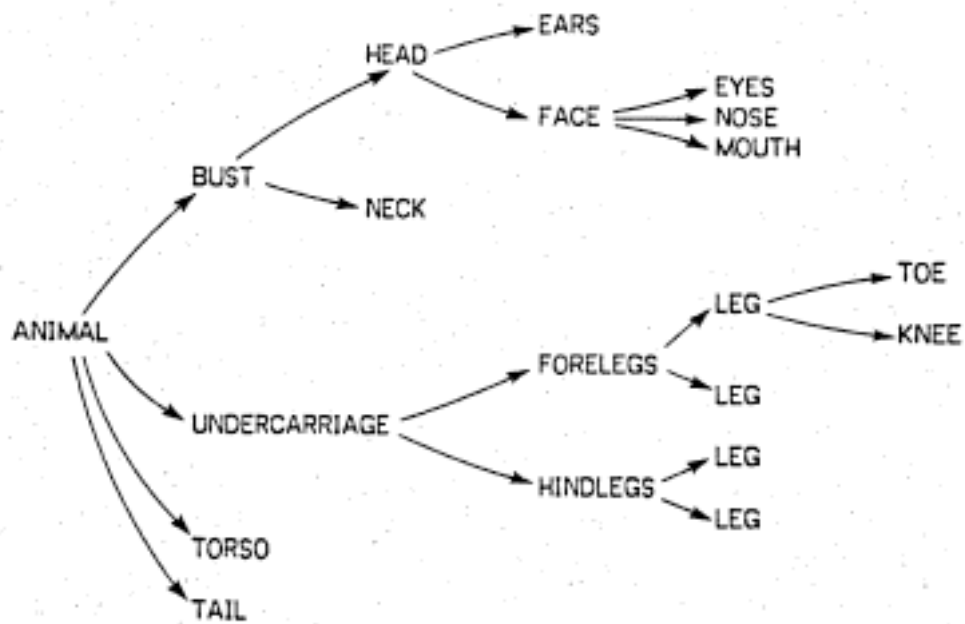 EARS
HEAD
EYES
FACE
NOSE
MOUTH
BUST
NECK
TOE
LEG
ANIMAL
KNEE
FORELEGS
LEG
UNDERCARRIAGE
LEG
HINDLEGS
LEG
TORSO
TAIL